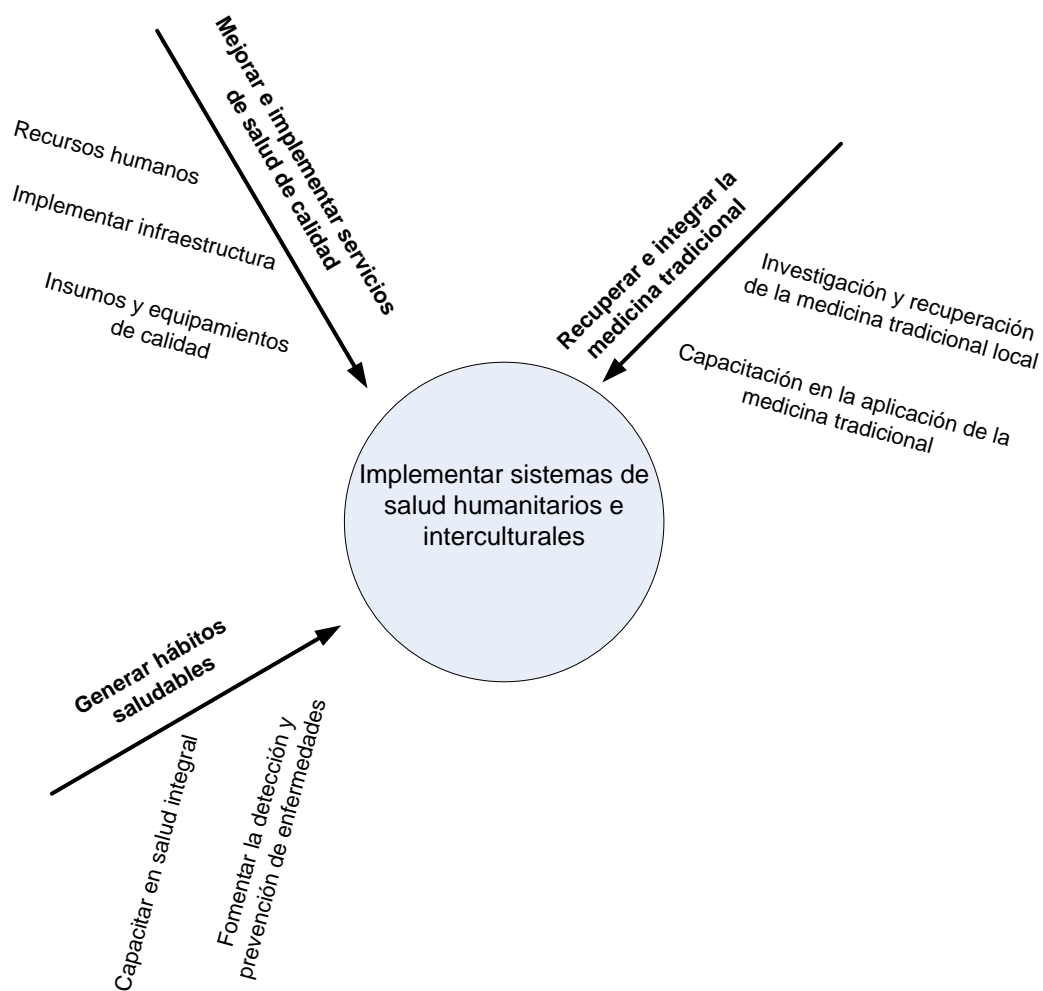 Mejorar e implementar servicios
de salud de calidad
Recursos humanos
Implementar infraestructura
Insumos y equipamientos
de calidad
Recuperar e integrar la
medicina tradicional
Investigación y recuperación
de la medicina tradicional local
Capacitación en la aplicación de la
medicina tradicional
Implementar sistemas de
salud humanitarios e
interculturales
Generar hábitos
saludables
Capacitar en salud integral
Fomentar la detección y
prevención de enfermedades